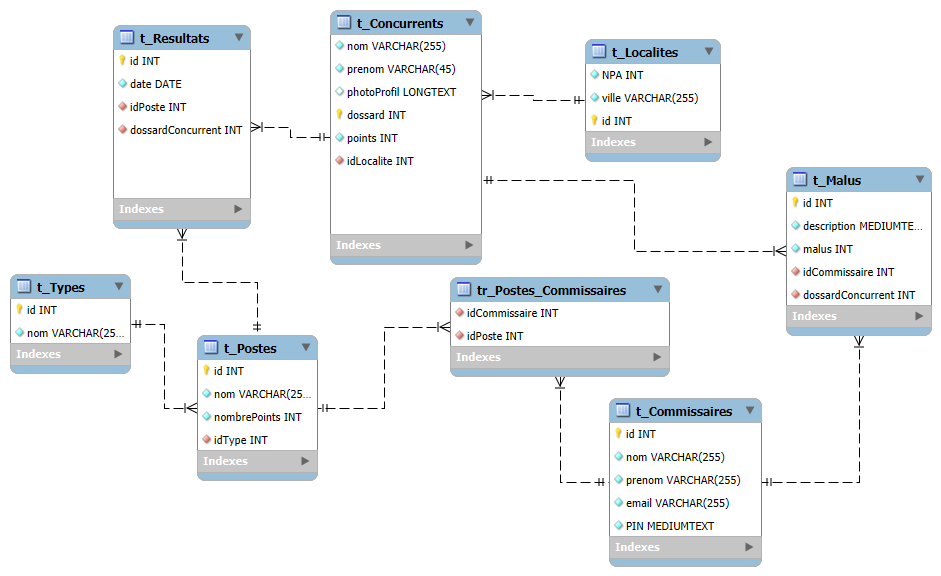 t_Resultats
id INT
date DATE
idPoste INT
dossardConcurrent INT
Indexes
t_Concurrents
nom VARCHAR(255)
prenom VARCHAR(45)
photoProfil LONGTEXT
dossard INT
points INT
idLocalite INT
Indexes
t_Localites
NPA INT
ville VARCHAR(255)
id INT
Indexes
t_Malus
id INT
description MEDIUMTE...
malus INT
idCommissaire INT
dossardConcurrent INT
Indexes
t_Types
id INT
nom VARCHAR(25...
Indexes
t_Postes
id INT
nom VARCHAR(25...
nombrePoints INT
idType INT
Indexes
tr_Postes_Commissaires
idCommissaire INT
idPoste INT
Indexes
t_Commissaires
id INT
nom VARCHAR(255)
prenom VARCHAR(255)
email VARCHAR(255)
PIN MEDIUMTEXT
Indexes